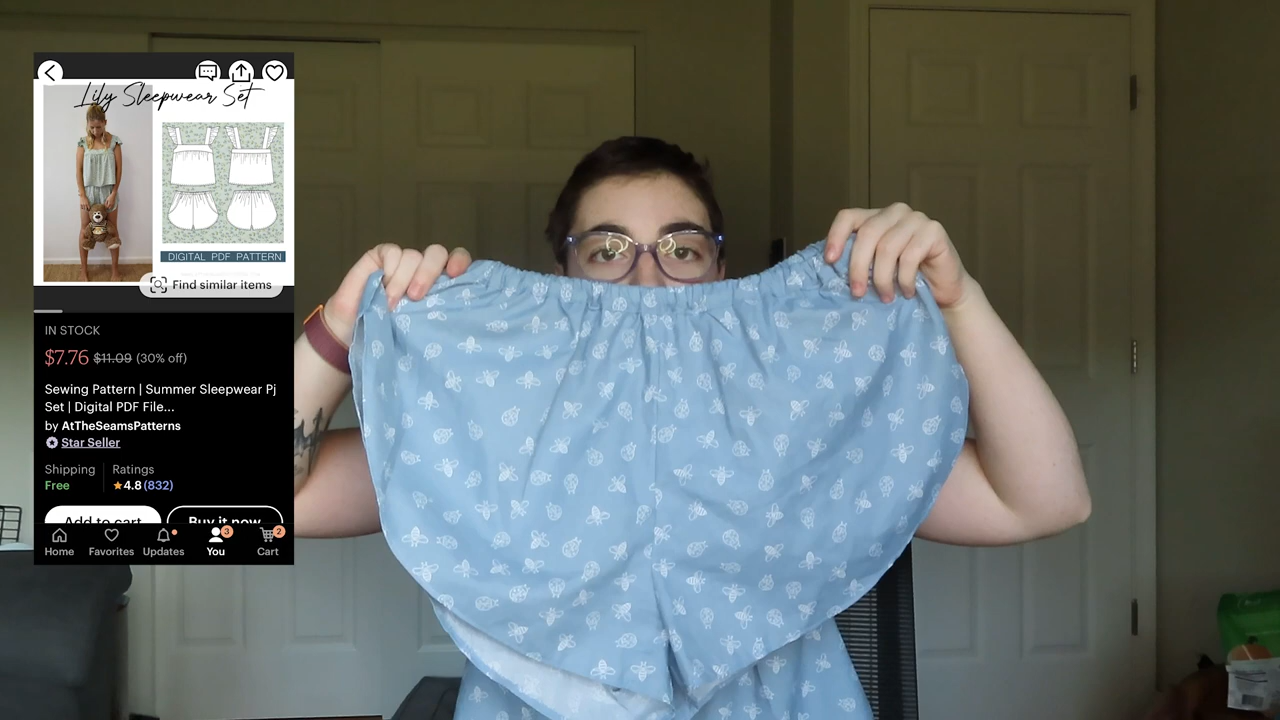 Lily Sleepwear Set
DIGITAL PDF PATTERN
Find similar items
IN STOCK
$7.76 $11.09 (30% off)
Sewing Pattern | Summer Sleepwear Pj
Set | Digital PDF File...
by AtTheSeamsPatterns
Star Seller
Shipping Ratings
Free ★4.8 (832)
Add to cart Buy it now
3 2
Home Favorites Updates You Cart